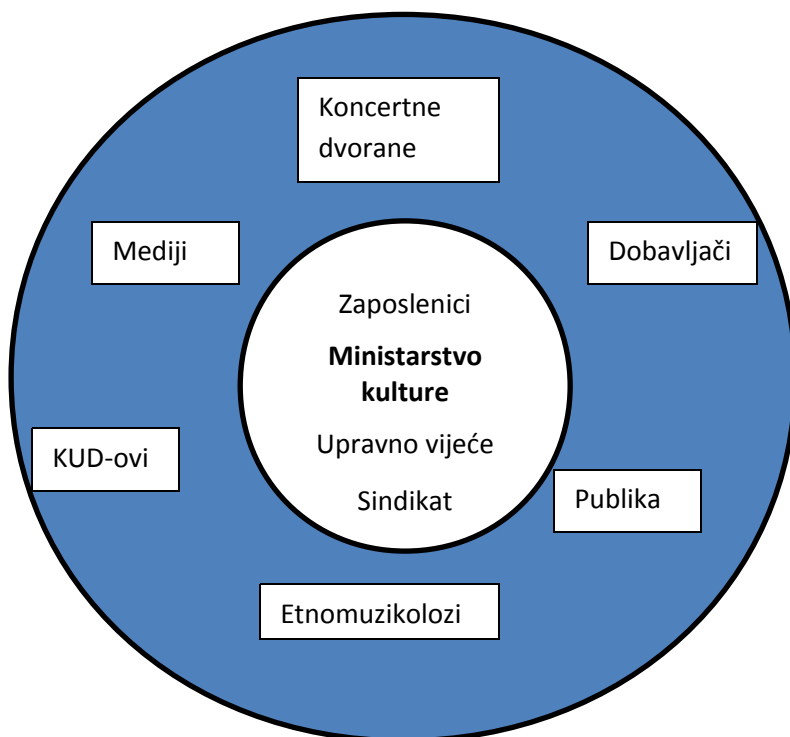 Koncertne
dvorane
Mediji
Dobavljači
Zaposlenici
Ministarstvo
kulture
Upravno vijeće
Sindikat
KUD-ovi
Publika
Etnomuzikolozi